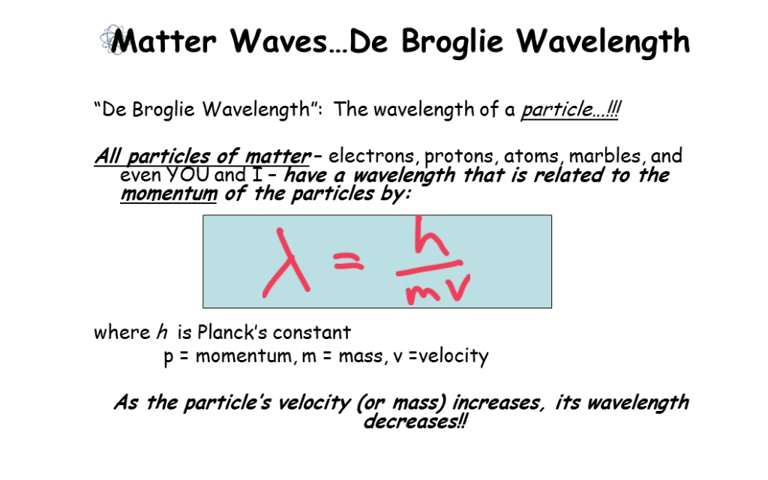 Matter Waves…De Broglie Wavelength
“De Broglie Wavelength”: The wavelength of a particle…!!!
All particles of matter – electrons, protons, atoms, marbles, and
even YOU and I – have a wavelength that is related to the
momentum of the particles by:
λ = h/mv
where h is Planck’s constant
p = momentum, m = mass, v =velocity
As the particle’s velocity (or mass) increases, its wavelength
decreases!!